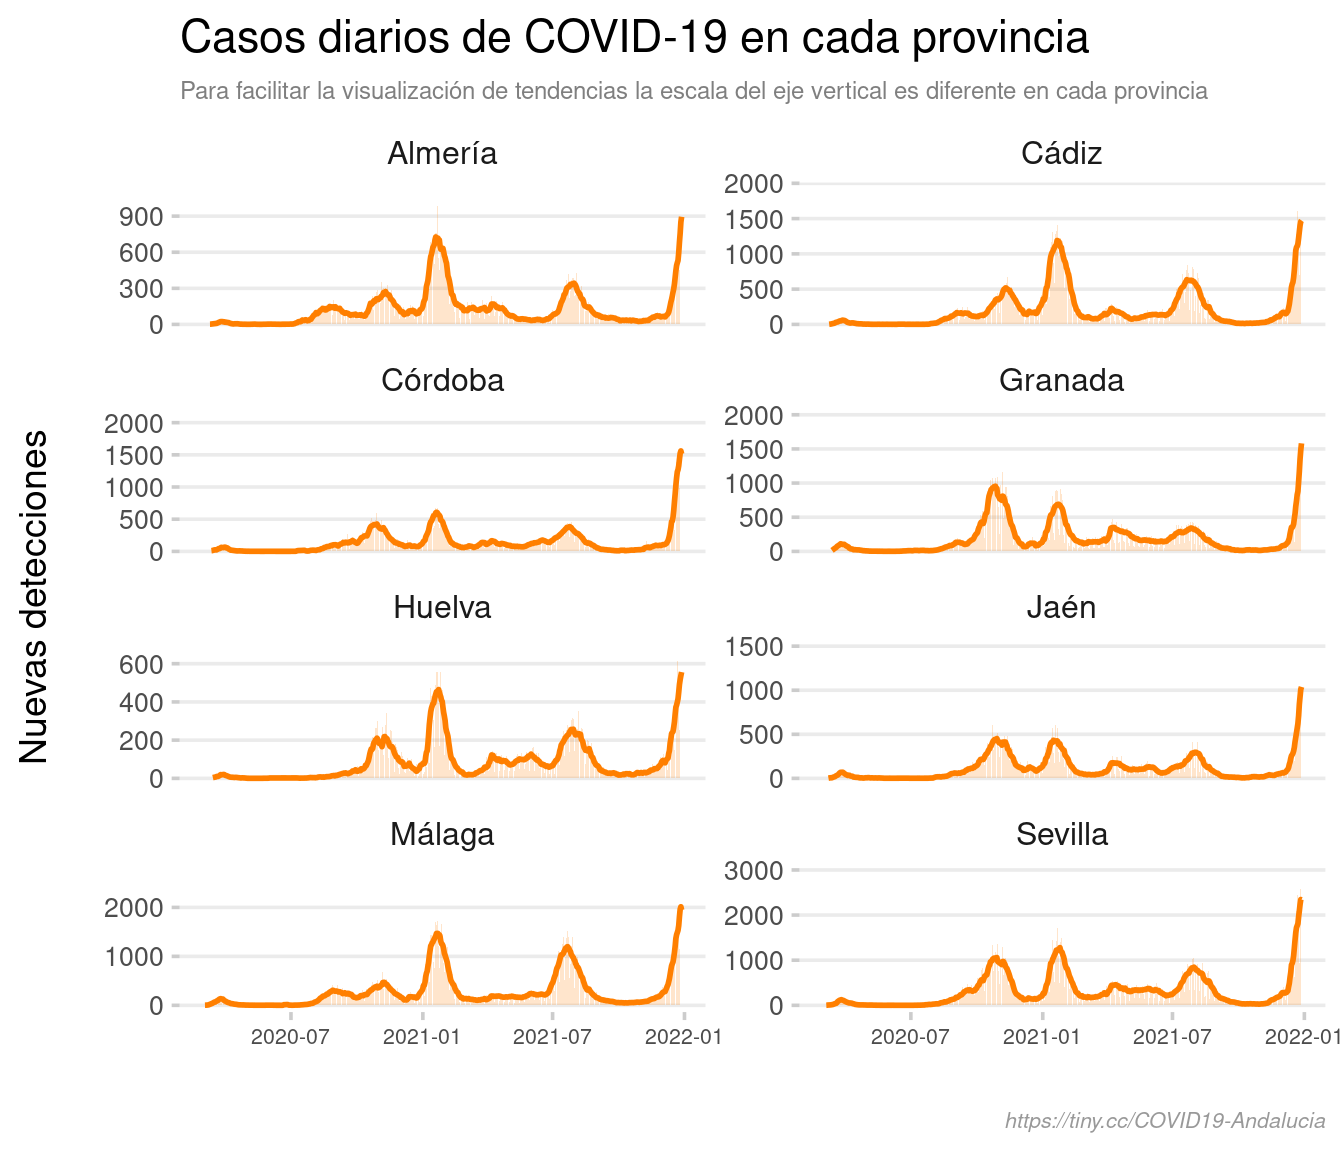 Casos diarios de COVID-19 en cada provincia
Para facilitar la visualización de tendencias la escala del eje vertical es diferente en cada provincia
Nuevas detecciones
Almería
900
600
300
0
Cádiz
2000
1500
1000
500
0
Córdoba
2000
1500
1000
500
0
Granada
2000
1500
1000
500
0
Huelva
600
400
200
0
Jaén
1500
1000
500
0
Málaga
2000
1000
0
Sevilla
3000
2000
1000
0
2020-07 2021-01 2021-07 2022-01
2020-07 2021-01 2021-07 2022-01
https://tiny.cc/COVID19-Andalucia